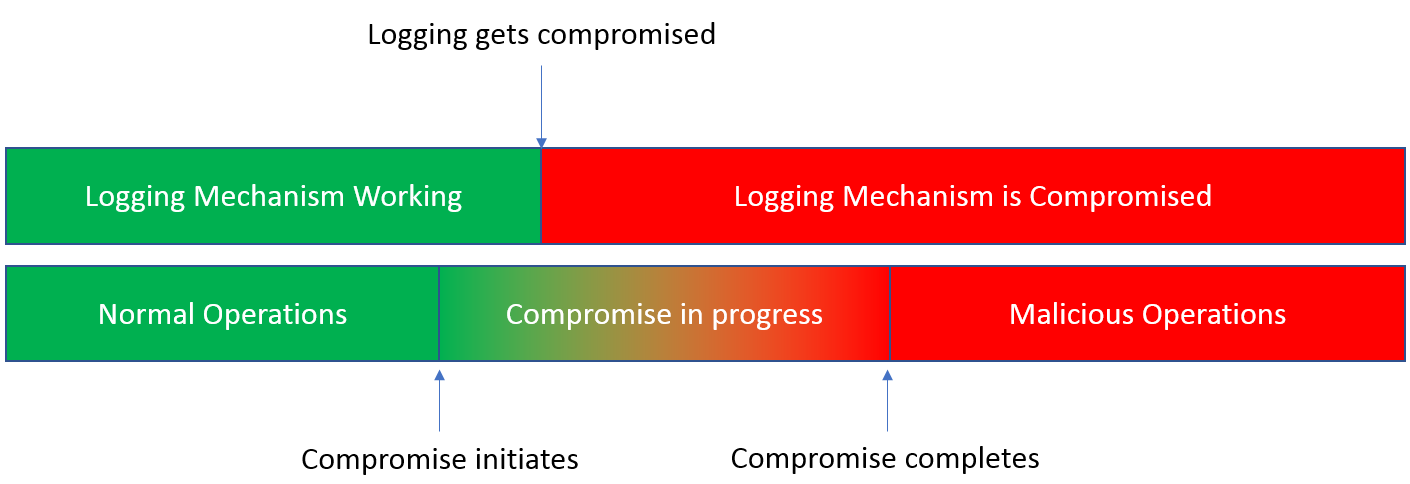 Logging gets compromised
Logging Mechanism Working
Logging Mechanism is Compromised
Normal Operations
Compromise in progress
Malicious Operations
Compromise initiates
Compromise completes